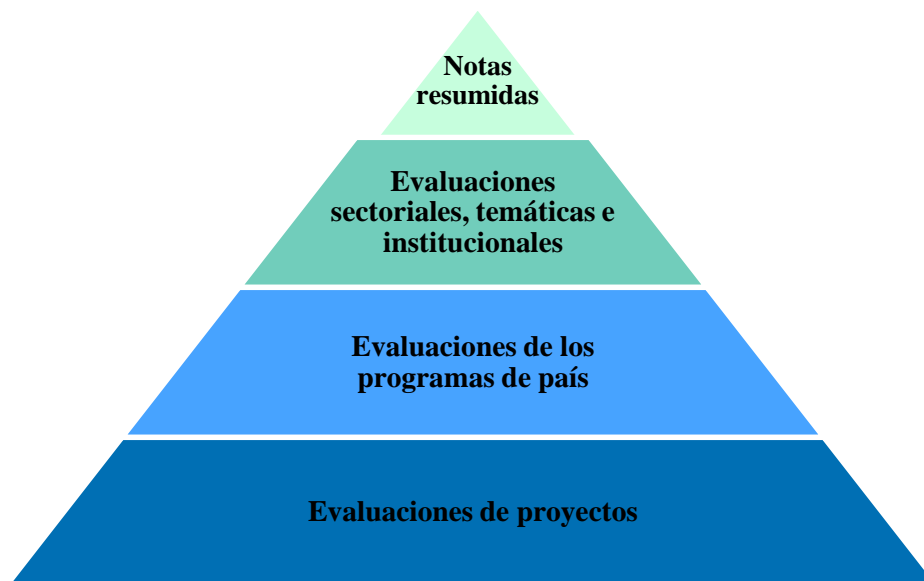 Notas
resumidas
Evaluaciones
sectoriales, temáticas e
institucionales
Evaluaciones de los
programas de país
Evaluaciones de proyectos